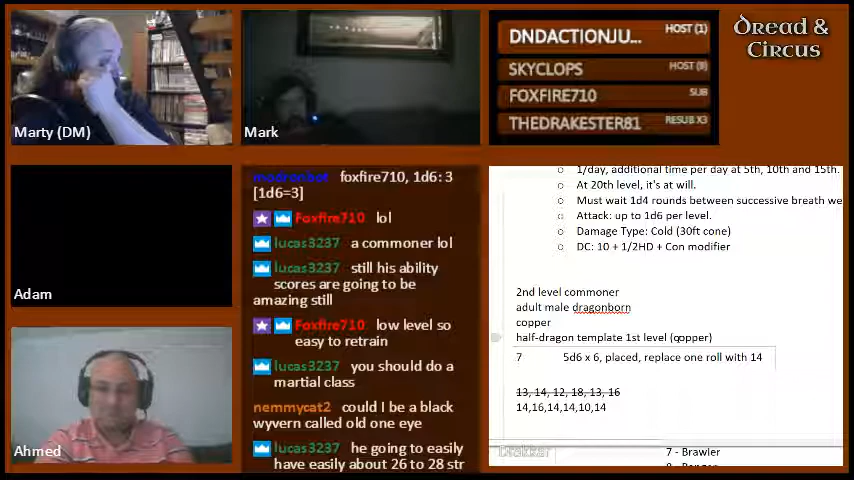 DNDACTIONJU... HOST (1)
SKYCLOPS HOST (9)
FOXFIRE710 SUB
THEDRAKESTER81 RESUB X3
DREAD &
CIRCUS
Marty (DM)
Mark
Adam
Ahmed
modronbot foxfire710, 1d6: 3
[1d6=3]
Foxfire710 lol
lucas3237 a commoner lol
lucas3237 still his ability
scores are going to be
amazing still
Foxfire710 low level so
easy to retrain
lucas3237 you should do a
martial class
nemmycat2 could I be a black
wyvern called old one eye
lucas3237 he going to easily
have easily about 26 to 28 str
o 1/day, additional time per day at 5th, 10th and 15th.
o At 20th level, it's at will.
o Must wait 1d4 rounds between successive breath we
o Attack: up to 1d6 per level.
o Damage Type: Cold (30ft cone)
o DC: 10 + 1/2HD + Con modifier
2nd level commoner
adult male dragonborn
copper
half-dragon template 1st level (copper)
7 5d6 x 6, placed, replace one roll with 14
13, 14, 12, 18, 13, 16
14,16,14,14,10,14
Drakkar
7 - Brawler